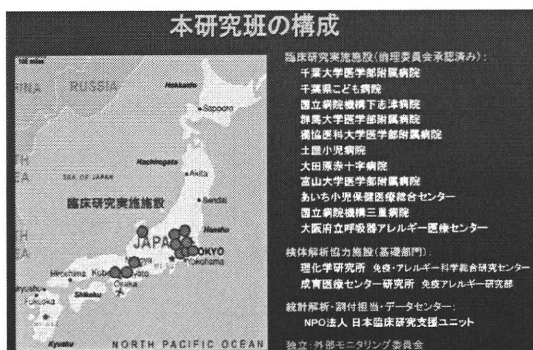 本研究班の構成
100 miles
RUSSIA
Hokkaido
Sapporo
Hachinogata
Akita
SEA OF JAPAN
Sendai
臨床研究実施施設
Honshu
JAPAN
TOKYO
Yokohama
Hiroshima
Kobe
Osaka
Shikoku
Fukuoka
Kyushu
NORTH PACIFIC OCEAN
臨床研究実施施設(倫理委員会承認済み):
千葉大学医学部附属病院
千葉県こども病院
国立病院機構下志津病院
群馬大学医学部附属病院
獨協医科大学医学部附属病院
土屋小児病院
大田原赤十字病院
富山大学医学部附属病院
あいち小児保健医療総合センター
国立病院機構三重病院
大阪府立呼吸器アレルギー医療センター
検体解析協力施設(基礎部門):
理化学研究所 免疫・アレルギー科学総合研究センター
成育医療センター研究所 免疫アレルギー研究部
統計解析・割付担当・データセンター:
NPO法人 日本臨床研究支援ユニット
独立:外部モニタリング委員会